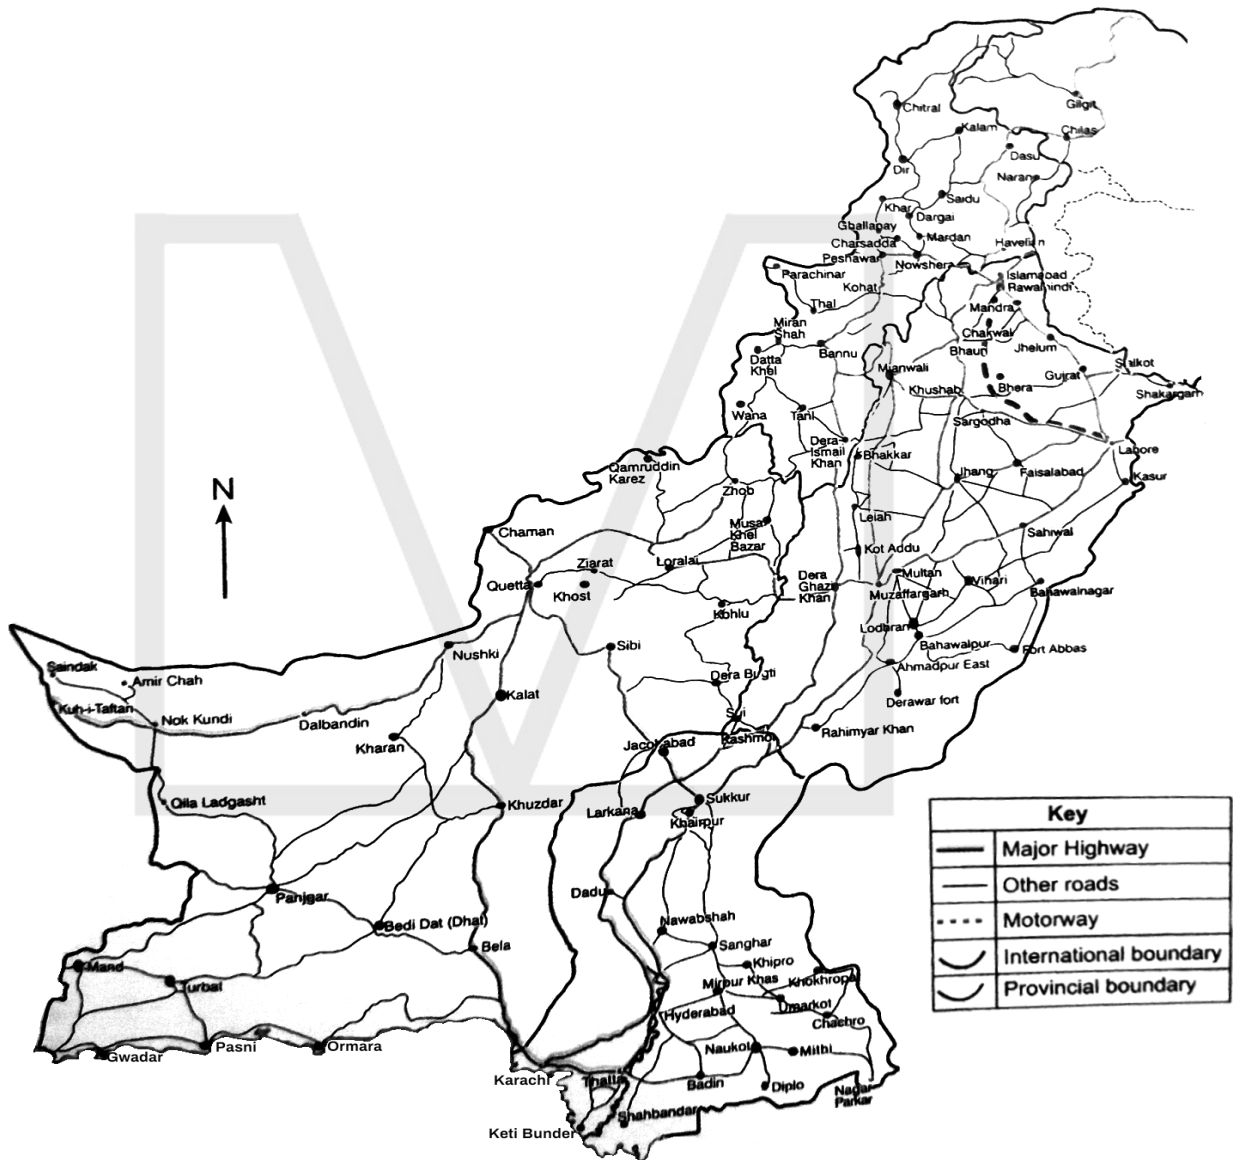 Gilgit
Chitral
Kalam
Chilas
Dasu
Dir
Naran
Saidu
Khar
Dargai
Ghallapay
Charsadda
Mardan
Havelian
Peshawar
Nowshera
Parachinar
Islamabad
Rawalpindi
Kohat
Thal
Mandra
Miran
Shah
Chakwal
Bannu
Bhaun
Jhelum
Datta
Khel
Mianwali
Sialkot
Gujrat
Khushab
Bhera
Shakargarh
Wana
Tank
Sargodha
Dera
Ismail
Khan
Bhakkar
Lahore
Qamruddin
Karez
Jhang
Faisalabad
Kasur
N
Zhob
Leiah
Chaman
Musa
Khel
Bazar
Sahiwal
Kot Addu
Ziarat
Loralai
Quetta
Khost
Dera
Ghazi
Khan
Multan
Muzaffargarh
Vihari
Bahawalnagar
Kohlu
Lodhran
Nushki
Sibi
Bahawalpur
Fort Abbas
Saindak
Amir Chah
Dera Bugti
Ahmadpur East
Kalat
Derawar fort
Kuh-i-Taftan
Nok Kundi
Dalbandin
Sui
Kharan
Jacobabad
Kashmor
Rahimyar Khan
Qila Ladgasht
Khuzdar
Larkana
Sukkur
Khairpur
Key
Major Highway
Other roads
Motorway
International boundary
Provincial boundary
Panjgar
Dadu
Bedi Dat (Dhat)
Nawabshah
Bela
Sanghar
Mand
Khipro
Turbat
Mirpur Khas
Khokhropa
Hyderabad
Umarkot
Chachro
Gwadar
Pasni
Ormara
Naukot
Mithi
Karachi
Thatta
Badin
Diplo
Nagar
Parkar
Shahbandar
Keti Bunder